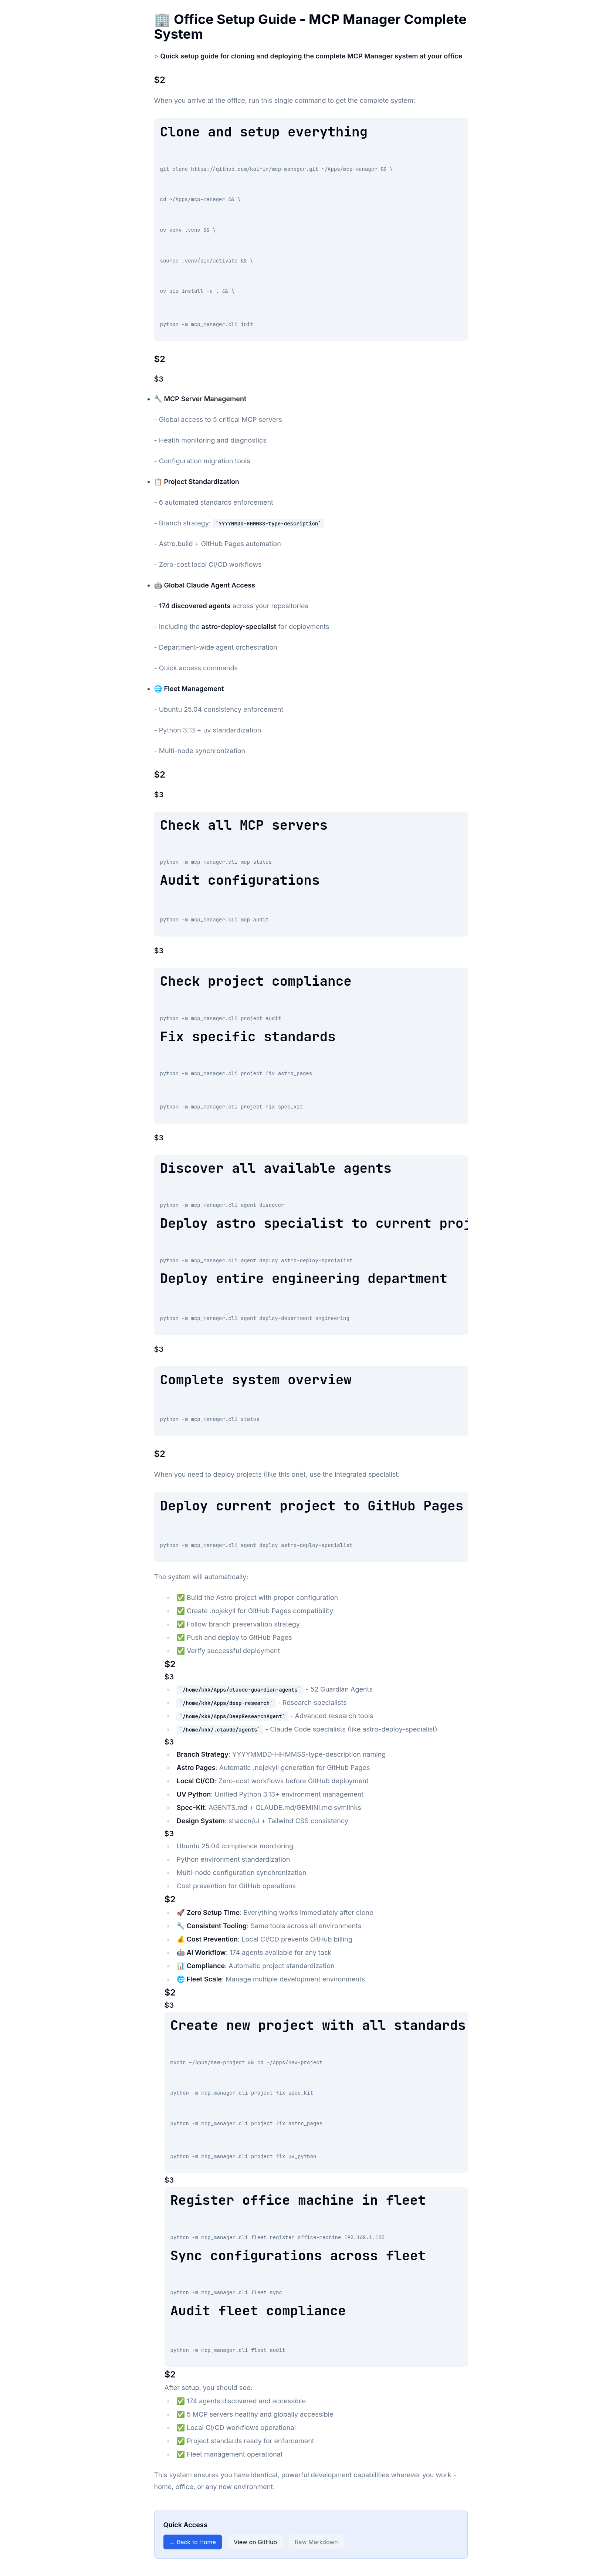 🏢 Office Setup Guide - MCP Manager Complete
System
> Quick setup guide for cloning and deploying the complete MCP Manager system at your office
$2
When you arrive at the office, run this single command to get the complete system:
Clone and setup everything
git clone https://github.com/kairin/mcp-manager.git ~/Apps/mcp-manager && \
cd ~/Apps/mcp-manager && \
uv venv .venv && \
source .venv/bin/activate && \
uv pip install -e . && \
python -m mcp_manager.cli init
$2
$3
• 🔧 MCP Server Management
- Global access to 5 critical MCP servers
- Health monitoring and diagnostics
- Configuration migration tools
• 📋 Project Standardization
- 6 automated standards enforcement
- Branch strategy: `YYYYMMDD-HHMMSS-type-description`
- Astro.build + GitHub Pages automation
- Zero-cost local CI/CD workflows
• 🤖 Global Claude Agent Access
- 174 discovered agents across your repositories
- Including the astro-deploy-specialist for deployments
- Department-wide agent orchestration
- Quick access commands
• 🌐 Fleet Management
- Ubuntu 25.04 consistency enforcement
- Python 3.13 + uv standardization
- Multi-node synchronization
$2
$3
Check all MCP servers
python -m mcp_manager.cli mcp status
Audit configurations
python -m mcp_manager.cli mcp audit
$3
Check project compliance
python -m mcp_manager.cli project audit
Fix specific standards
python -m mcp_manager.cli project fix astro_pages
python -m mcp_manager.cli project fix spec_kit
$3
Discover all available agents
python -m mcp_manager.cli agent discover
Deploy astro specialist to current proj
python -m mcp_manager.cli agent deploy astro-deploy-specialist
Deploy entire engineering department
python -m mcp_manager.cli agent deploy-department engineering
$3
Complete system overview
python -m mcp_manager.cli status
$2
When you need to deploy projects (like this one), use the integrated specialist:
Deploy current project to GitHub Pages
python -m mcp_manager.cli agent deploy astro-deploy-specialist
The system will automatically:
✅ Build the Astro project with proper configuration
✅ Create .nojekyll for GitHub Pages compatibility
✅ Follow branch preservation strategy
✅ Push and deploy to GitHub Pages
✅ Verify successful deployment
$2
$3
`/home/kkk/Apps/claude-guardian-agents` - 52 Guardian Agents
`/home/kkk/Apps/deep-research` - Research specialists
`/home/kkk/Apps/DeepResearchAgent` - Advanced research tools
`/home/kkk/.claude/agents` - Claude Code specialists (like astro-deploy-specialist)
$3
Branch Strategy: YYYYMMDD-HHMMSS-type-description naming
Astro Pages: Automatic .nojekyll generation for GitHub Pages
Local CI/CD: Zero-cost workflows before GitHub deployment
UV Python: Unified Python 3.13+ environment management
Spec-Kit: AGENTS.md + CLAUDE.md/GEMINI.md symlinks
Design System: shadcn/ui + Tailwind CSS consistency
$3
Ubuntu 25.04 compliance monitoring
Python environment standardization
Multi-node configuration synchronization
Cost prevention for GitHub operations
$2
🚀 Zero Setup Time: Everything works immediately after clone
🔧 Consistent Tooling: Same tools across all environments
💰 Cost Prevention: Local CI/CD prevents GitHub billing
🤖 AI Workflow: 174 agents available for any task
📊 Compliance: Automatic project standardization
🌐 Fleet Scale: Manage multiple development environments
$2
$3
Create new project with all standards
mkdir ~/Apps/new-project && cd ~/Apps/new-project
python -m mcp_manager.cli project fix spec_kit
python -m mcp_manager.cli project fix astro_pages
python -m mcp_manager.cli project fix uv_python
$3
Register office machine in fleet
python -m mcp_manager.cli fleet register office-machine 192.168.1.100
Sync configurations across fleet
python -m mcp_manager.cli fleet sync
Audit fleet compliance
python -m mcp_manager.cli fleet audit
$2
After setup, you should see:
✅ 174 agents discovered and accessible
✅ 5 MCP servers healthy and globally accessible
✅ Local CI/CD workflows operational
✅ Project standards ready for enforcement
✅ Fleet management operational
This system ensures you have identical, powerful development capabilities wherever you work -
home, office, or any new environment.
Quick Access
← Back to Home View on GitHub Raw Markdown